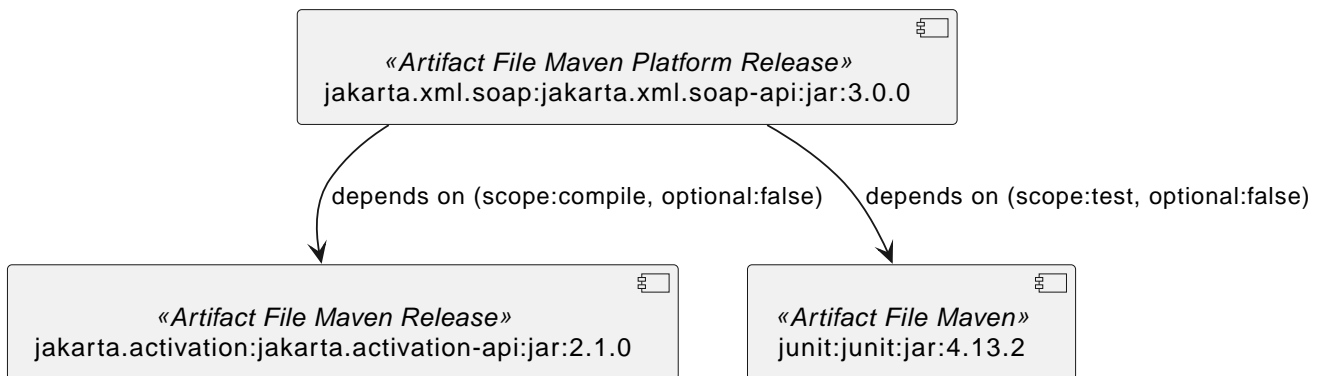 «Artifact File Maven Platform Release»
jakarta.xml.soap:jakarta.xml.soap-api:jar:3.0.0
depends on (scope:compile, optional:false)
depends on (scope:test, optional:false)
«Artifact File Maven Release»
jakarta.activation:jakarta.activation-api:jar:2.1.0
«Artifact File Maven»
junit:junit:jar:4.13.2